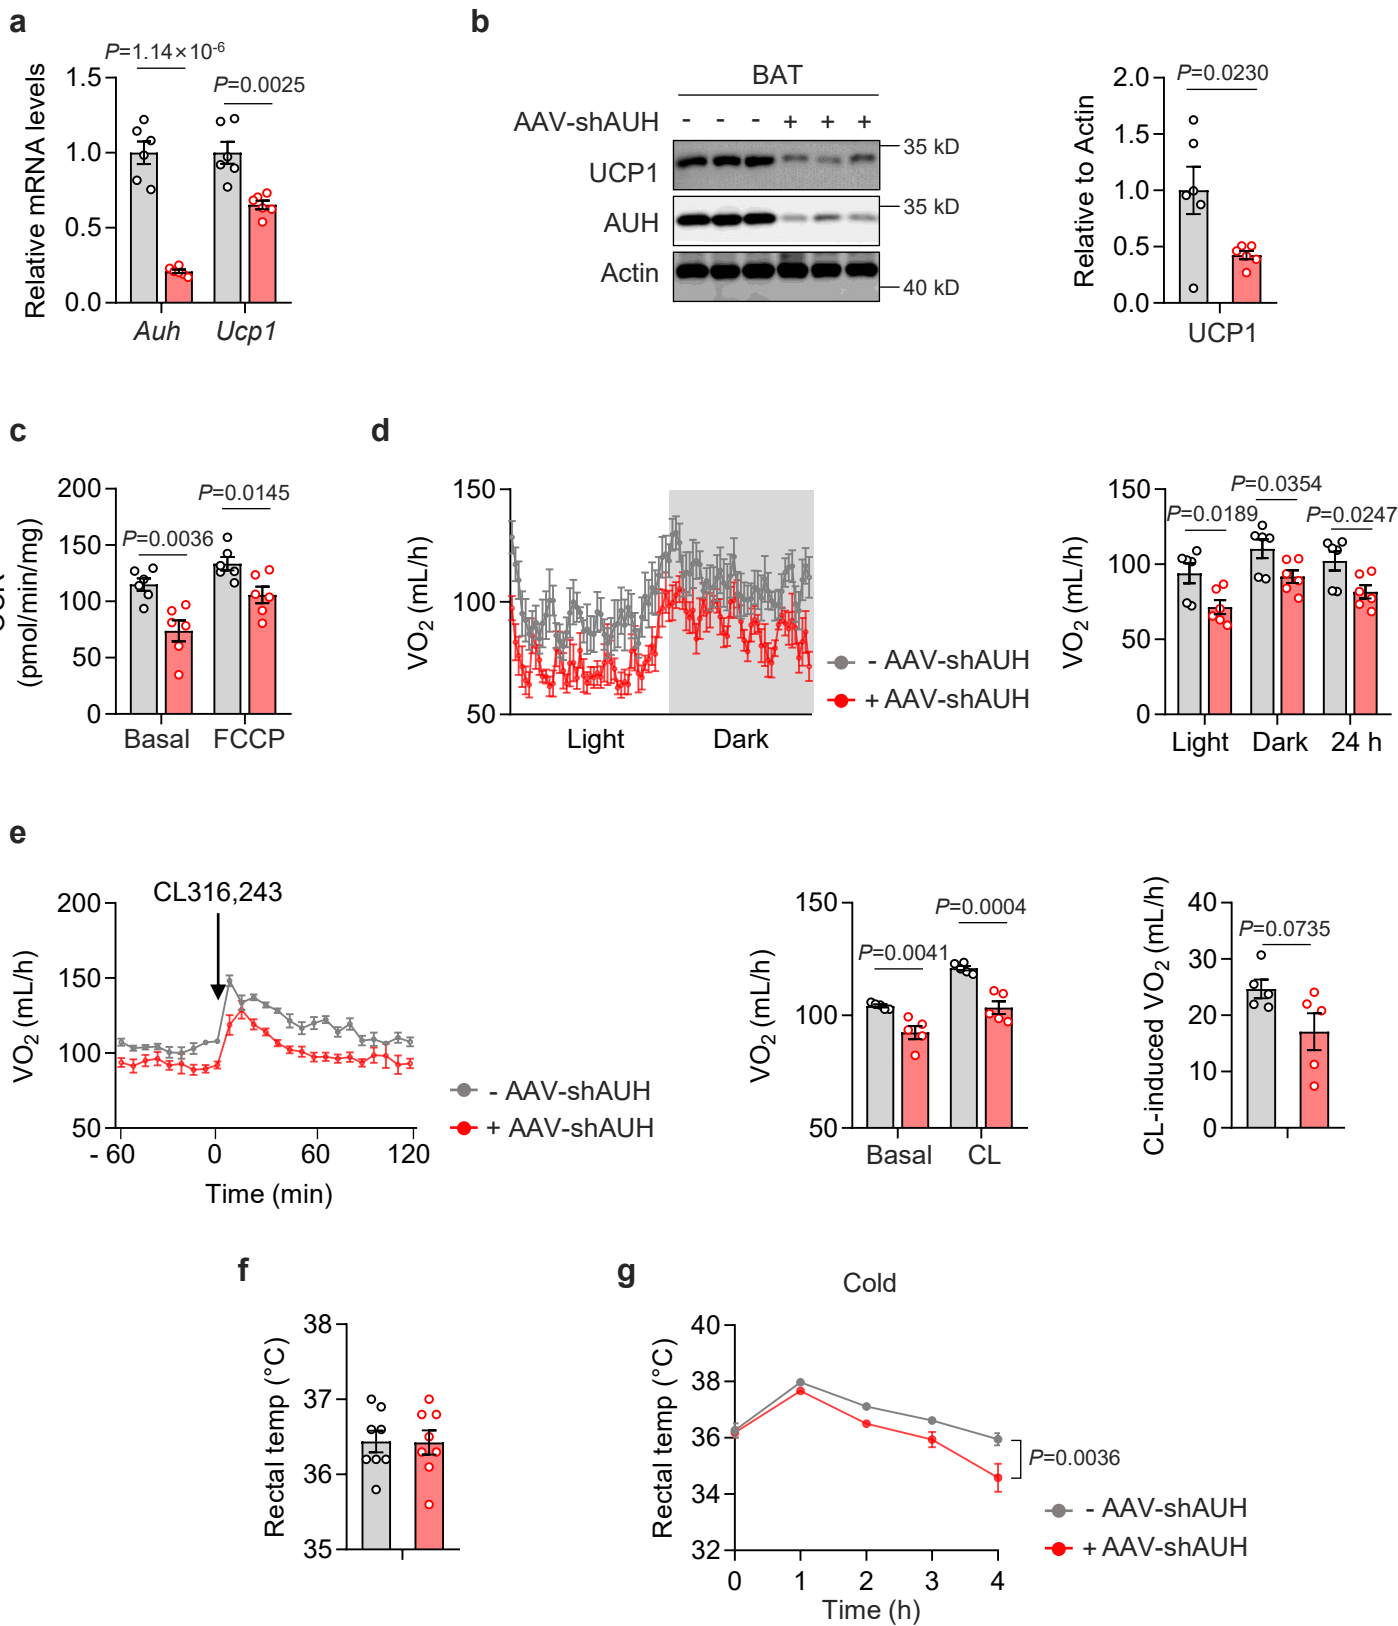 a
P=1.14×10-6
P=0.0025
Relative mRNA levels
1.5
1.0
0.5
0.0
Auh
Ucp1
b
BAT
AAV-shAUH - - - + + +
UCP1
35 kD
AUH
35 kD
Actin
40 kD
Relative to Actin
2.0
1.5
1.0
0.5
0.0
P=0.0230
UCP1
c
(pmol/min/mg)
200
150
100
50
0
P=0.0036
P=0.0145
Basal
FCCP
d
VO2 (mL/h)
150
100
50
Light
Dark
- AAV-shAUH
+ AAV-shAUH
VO2 (mL/h)
150
100
50
0
P=0.0189
P=0.0354
P=0.0247
Light
Dark
24 h
e
CL316,243
VO2 (mL/h)
200
150
100
50
- 60
0
60
120
Time (min)
- AAV-shAUH
+ AAV-shAUH
VO2 (mL/h)
150
100
50
P=0.0041
P=0.0004
Basal
CL
CL-induced VO2 (mL/h)
40
30
20
10
0
P=0.0735
f
Rectal temp (°C)
38
37
36
35
g
Cold
Rectal temp (°C)
40
38
36
34
32
P=0.0036
0
1
2
3
4
Time (h)
- AAV-shAUH
+ AAV-shAUH